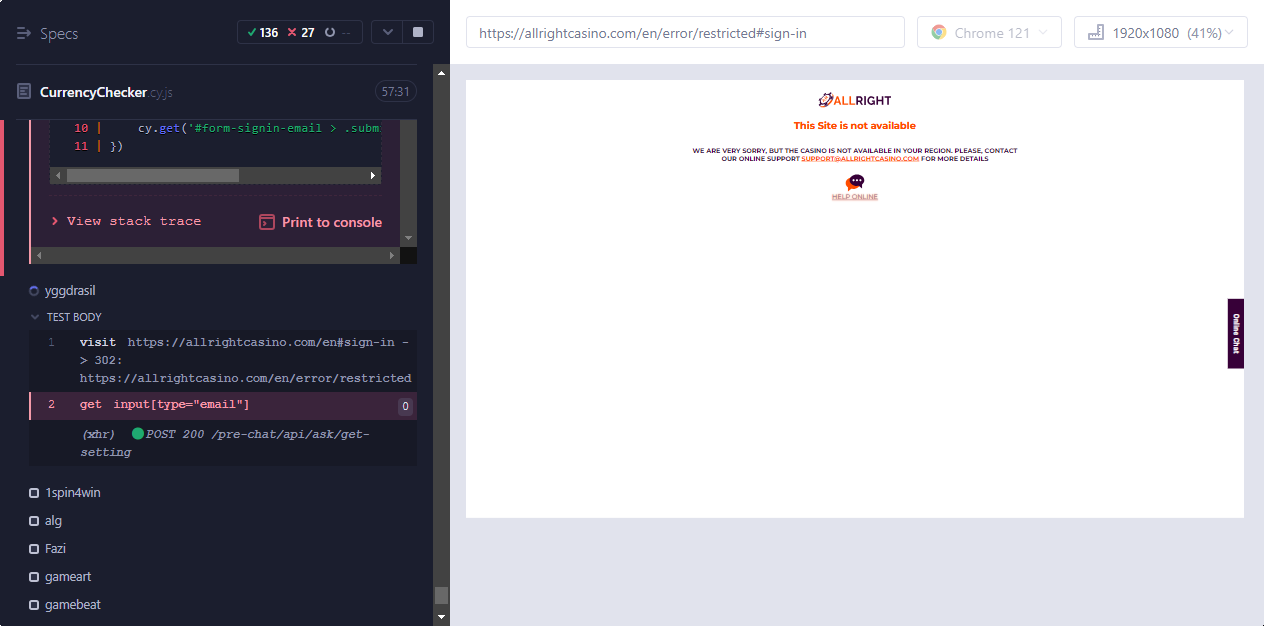 Specs
136 27 --
https://allrightcasino.com/en/error/restricted#sign-in
Chrome 121
1920x1080 (41%)
CurrencyChecker.cy.js
57:31
10 | cy.get('#form-signin-email > .subm
11 | })
View stack trace
Print to console
yggdrasil
TEST BODY
1 visit https://allrightcasino.com/en#sign-in -
> 302:
https://allrightcasino.com/en/error/restricted
2 get input[type="email"] 0
(xhr) POST 200 /pre-chat/api/ask/get-
setting
1spin4win
alg
Fazi
gameart
gamebeat
ALLRIGHT
This Site is not available
WE ARE VERY SORRY, BUT THE CASINO IS NOT AVAILABLE IN YOUR REGION. PLEASE, CONTACT
OUR ONLINE SUPPORT SUPPORT@ALLRIGHTCASINO.COM FOR MORE DETAILS
HELP ONLINE
Online Chat